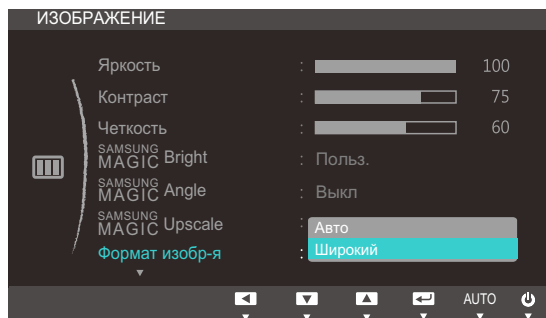 ИЗОБРАЖЕНИЕ
Яркость : 100
Контраст : 75
Четкость : 60
SAMSUNG MAGIC Bright : Польз.
SAMSUNG MAGIC Angle : Выкл
SAMSUNG MAGIC Upscale : Авто
Формат изобр-я : Широкий
AUTO